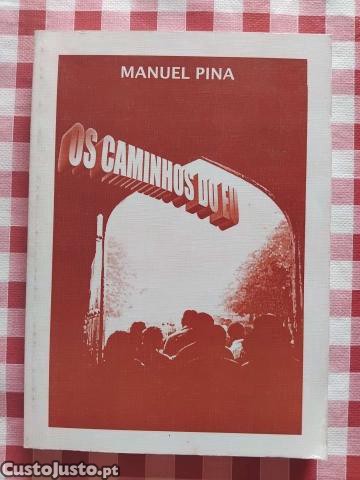 MANUEL PINA
OS CAMINHOS DO EU
CustoJusto.pt